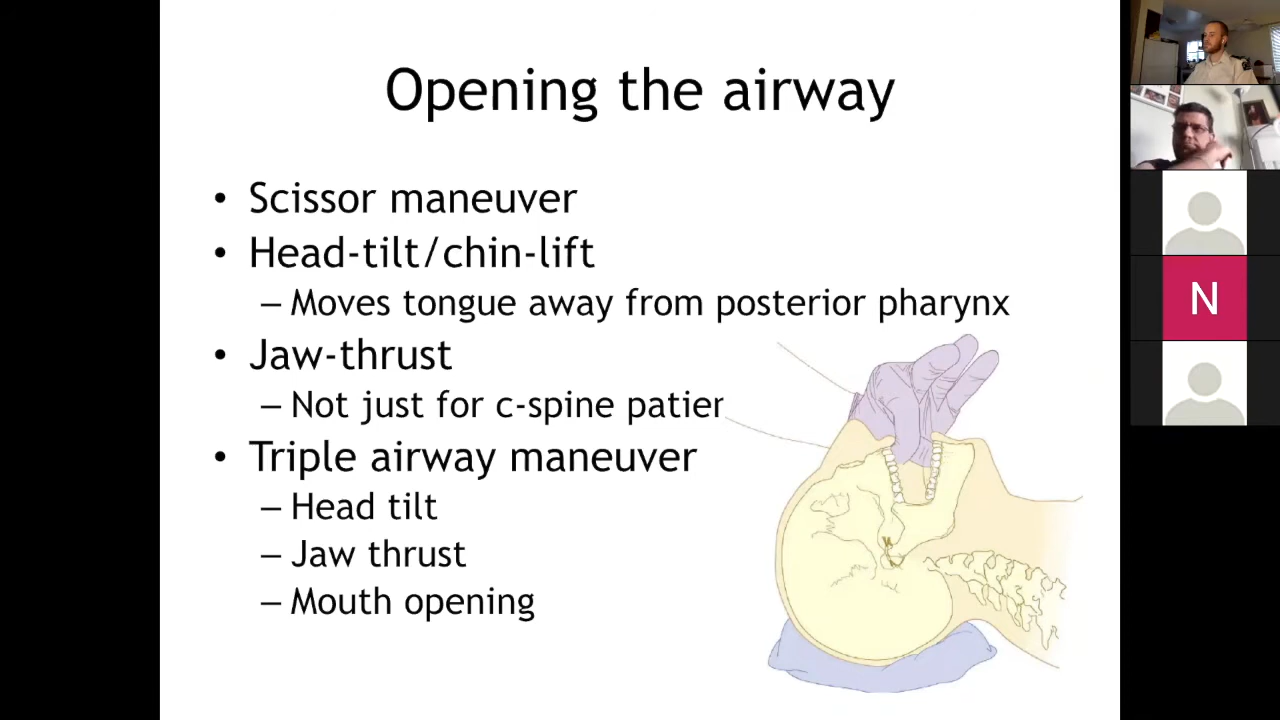 Opening the airway
• Scissor maneuver
• Head-tilt/chin-lift
– Moves tongue away from posterior pharynx
• Jaw-thrust
– Not just for c-spine
• Triple airway maneuver
– Head tilt
– Jaw thrust
– Mouth opening
N